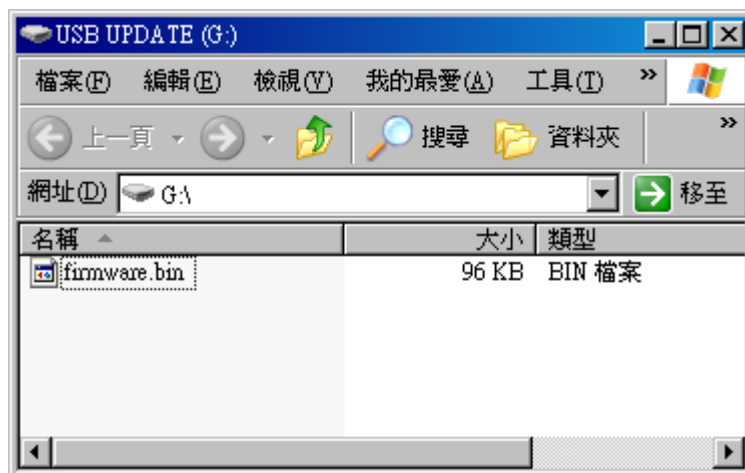 USB UPDATE (G:)
檔案(F) 編輯(E) 檢視(V) 我的最愛(A) 工具(T) »
上一頁 搜尋 資料夾 »
網址(D) G:\ 移至
名稱 大小 類型
firmware.bin 96 KB BIN 檔案